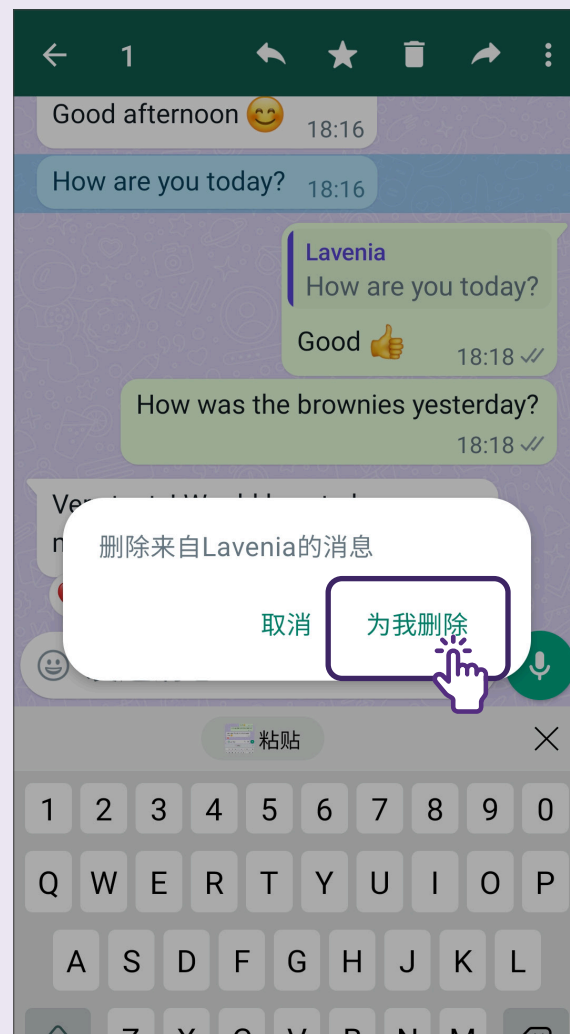 1
Good afternoon 😊 18:16
How are you today? 18:16
Lavenia
How are you today?
Good 👍 18:18
How was the brownies yesterday?
18:18
删除来自Lavenia的消息
取消 为我删除
粘贴
1 2 3 4 5 6 7 8 9 0
Q W E R T Y U I O P
A S D F G H J K L
Z X C V B N M